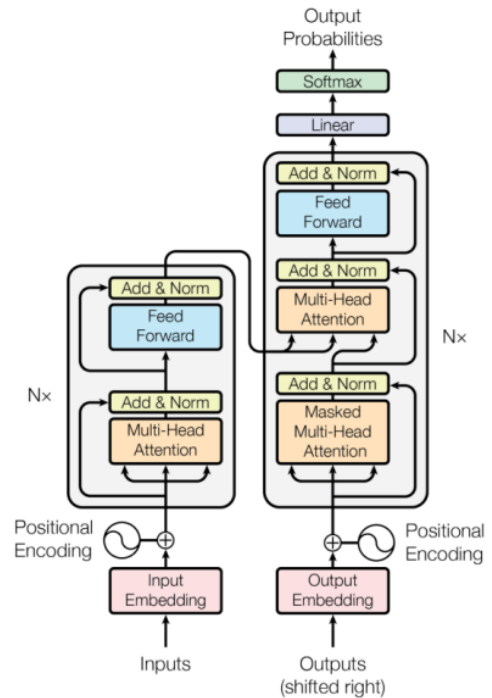 Output
Probabilities
Softmax
Linear
Add & Norm
Feed
Forward
Add & Norm
Multi-Head
Attention
Add & Norm
Masked
Multi-Head
Attention
N×
Add & Norm
Feed
Forward
Add & Norm
Multi-Head
Attention
N×
Positional
Encoding
Positional
Encoding
Input
Embedding
Output
Embedding
Inputs
Outputs
(shifted right)